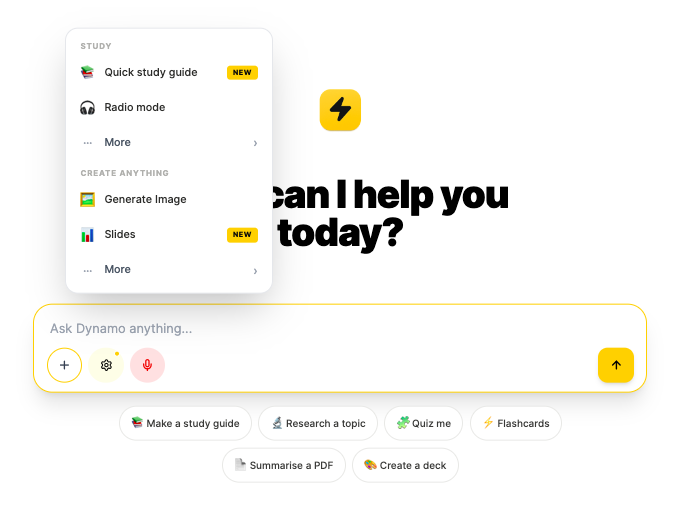 STUDY
Quick study guide NEW
Radio mode
... More ›
CREATE ANYTHING
Generate Image
Slides NEW
... More ›
can I help you
today?
Ask Dynamo anything...
Make a study guide
Research a topic
Quiz me
Flashcards
Summarise a PDF
Create a deck